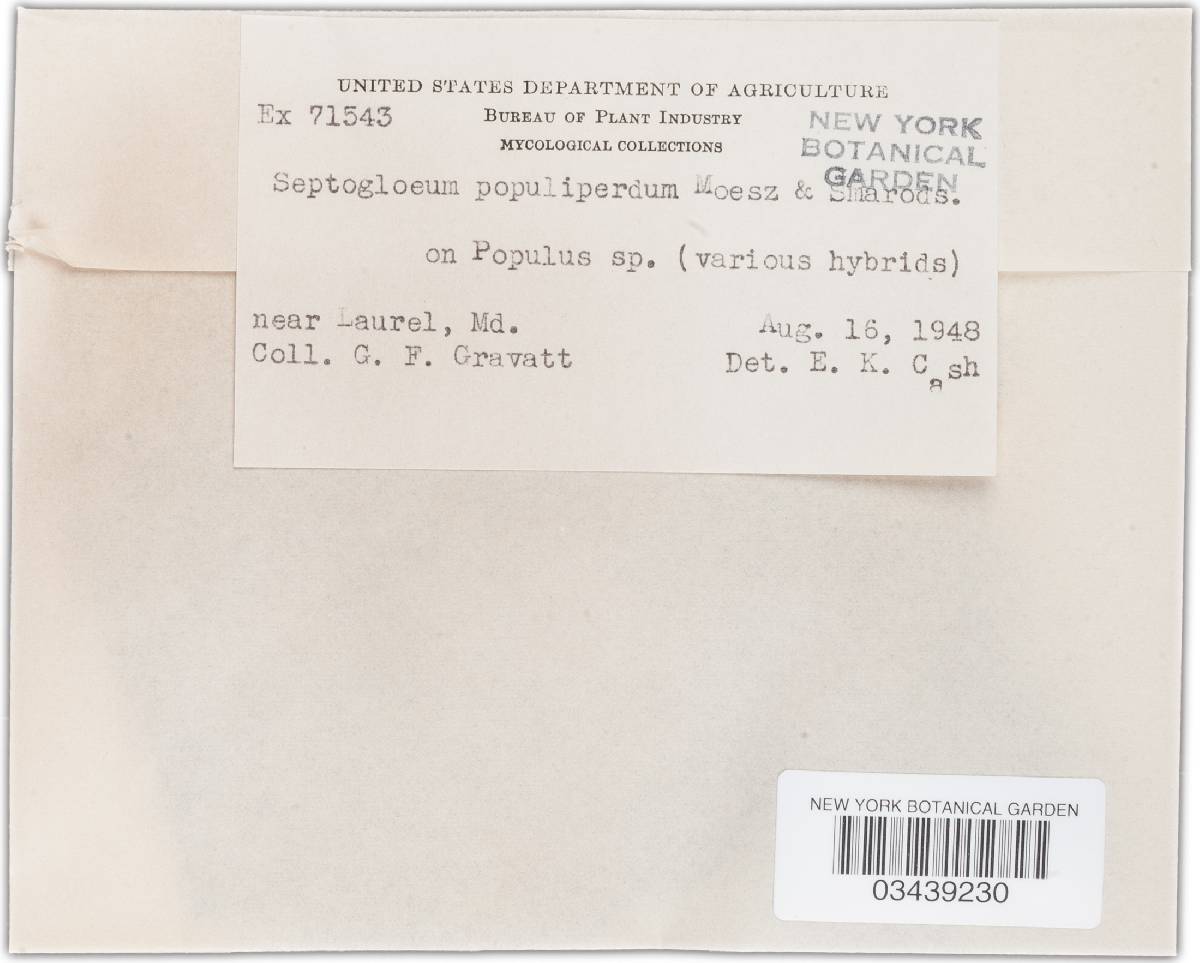 UNITED STATES DEPARTMENT OF AGRICULTURE
Ex 71543
BUREAU OF PLANT INDUSTRY
MYCOLOGICAL COLLECTIONS
NEW YORK
BOTANICAL
GARDEN
Septogloeum populiperdum Moesz & Smarods.
on Populus sp. (various hybrids)
near Laurel, Md.
Aug. 16, 1948
Coll. G. F. Gravatt
Det. E. K. Cash
NEW YORK BOTANICAL GARDEN
03439230